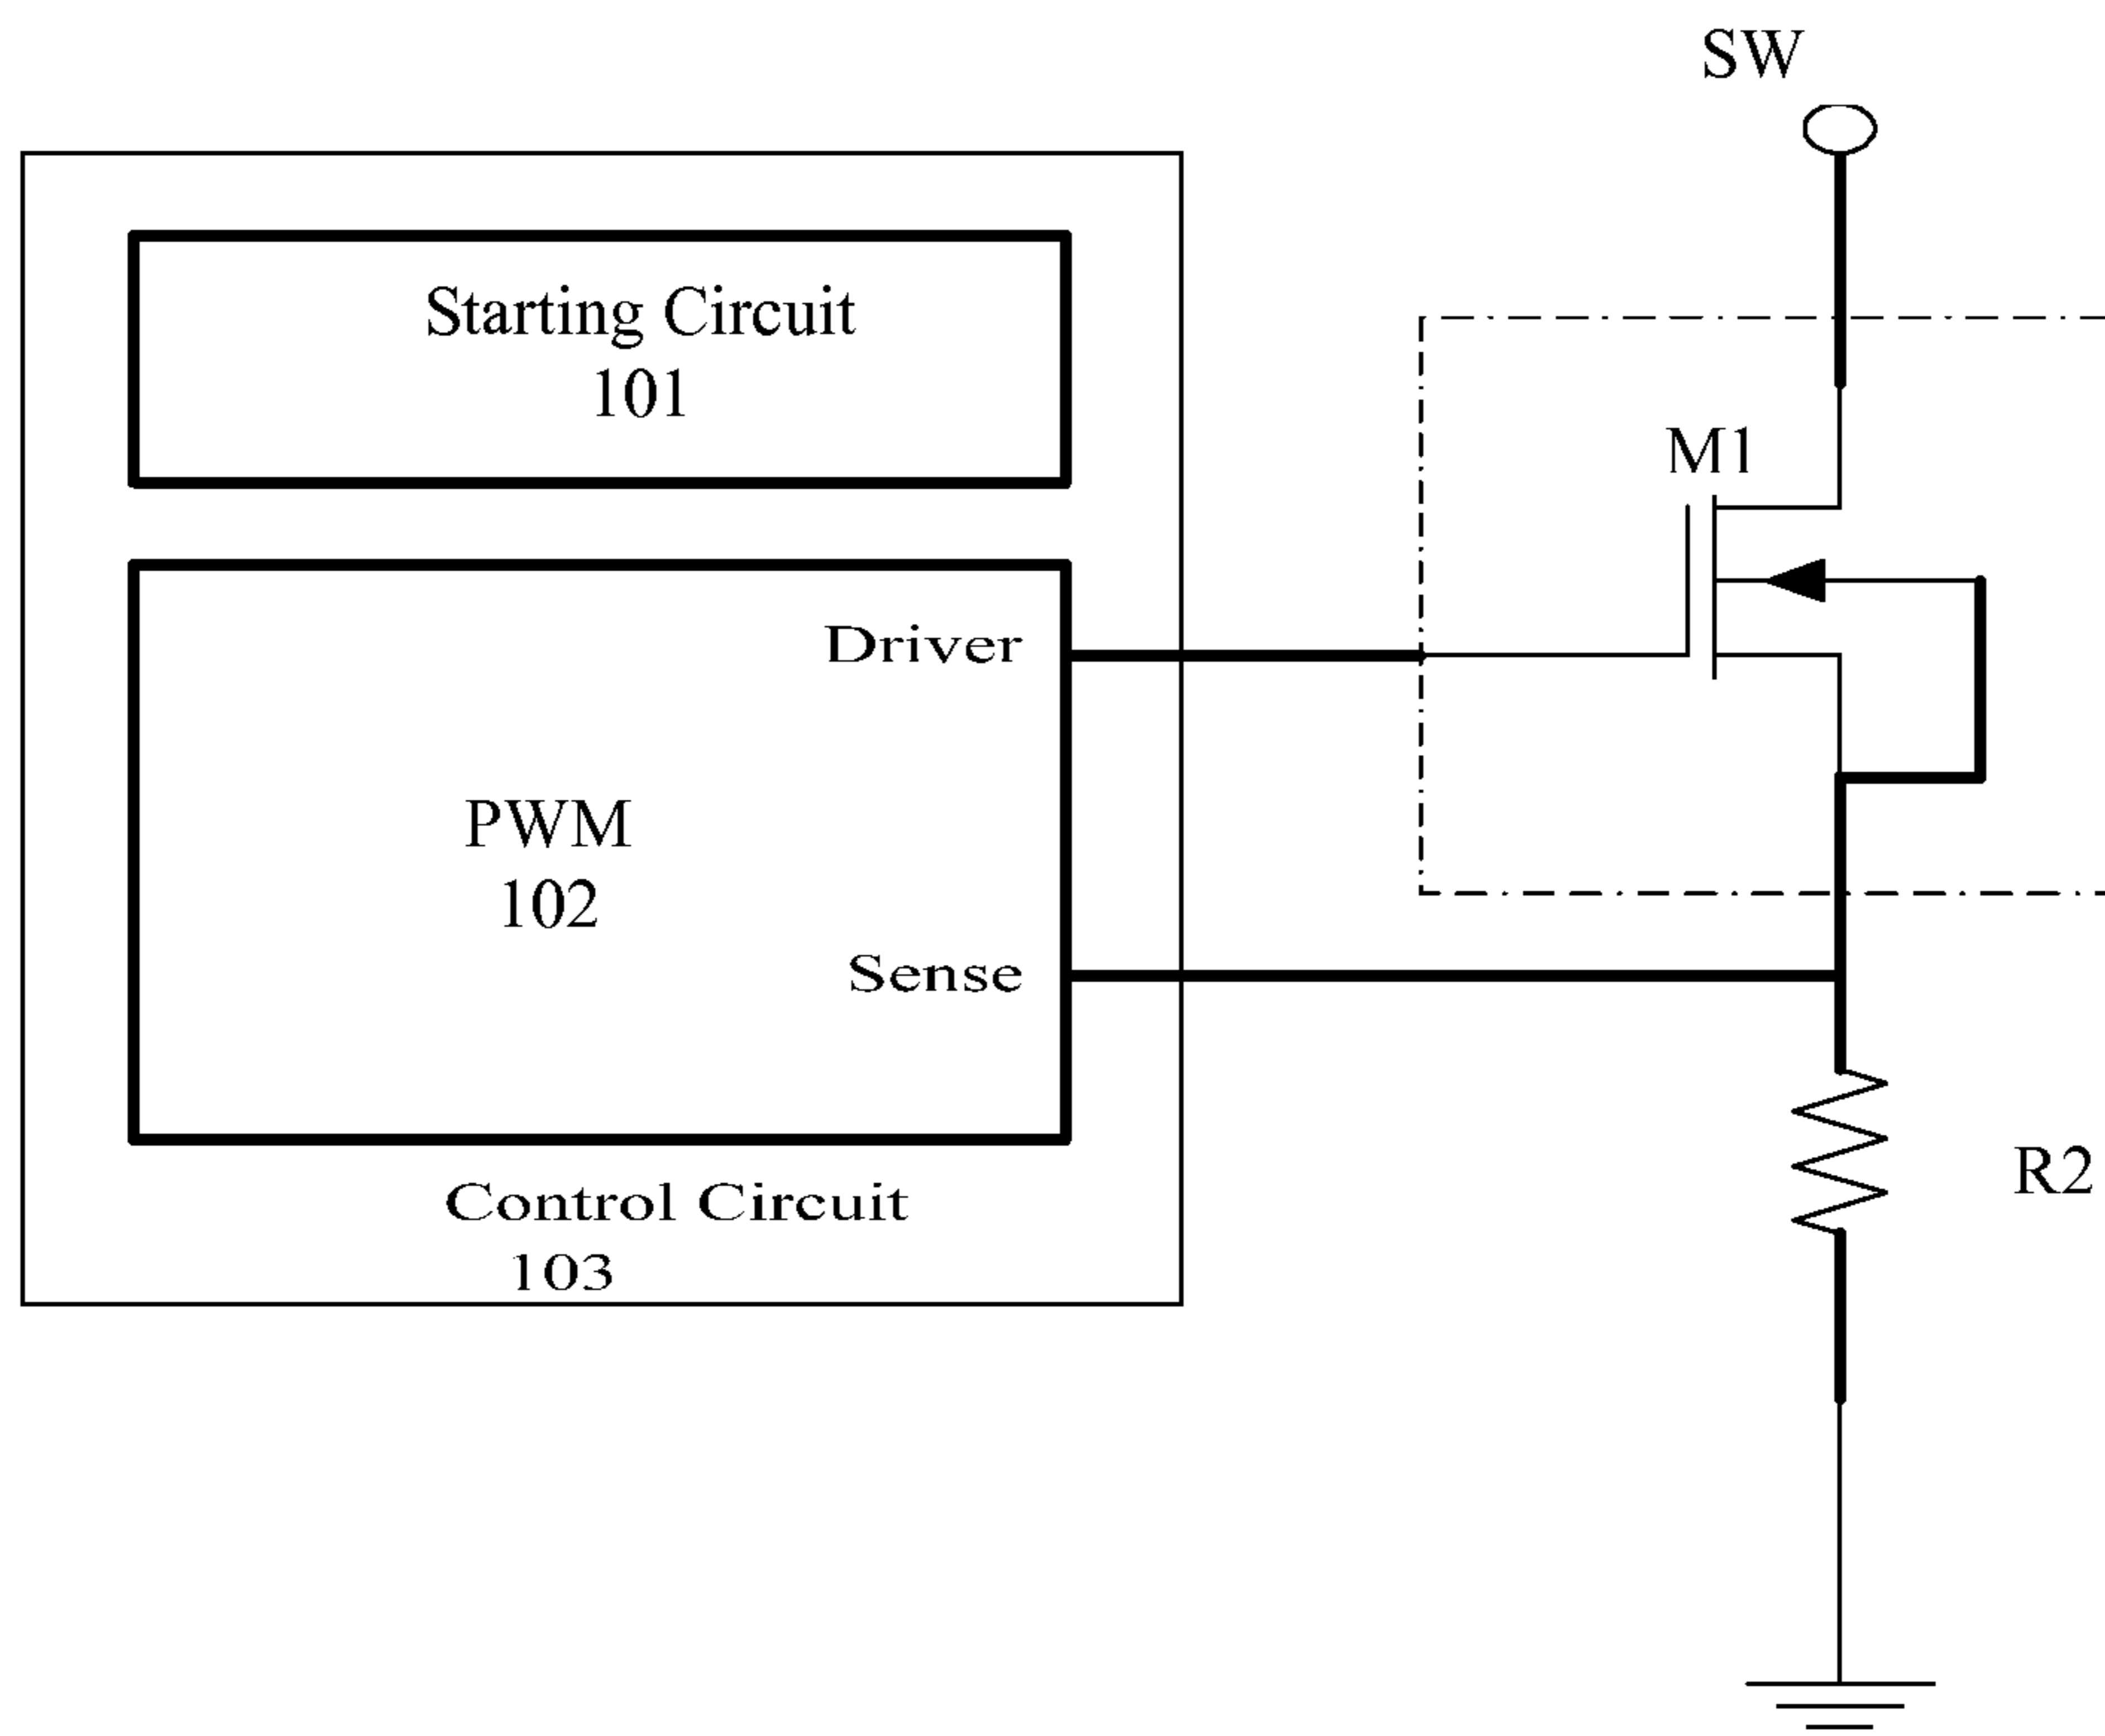 SW
Starting Circuit
101
M1
Driver
PWM
102
Sense
R2
Control Circuit
103